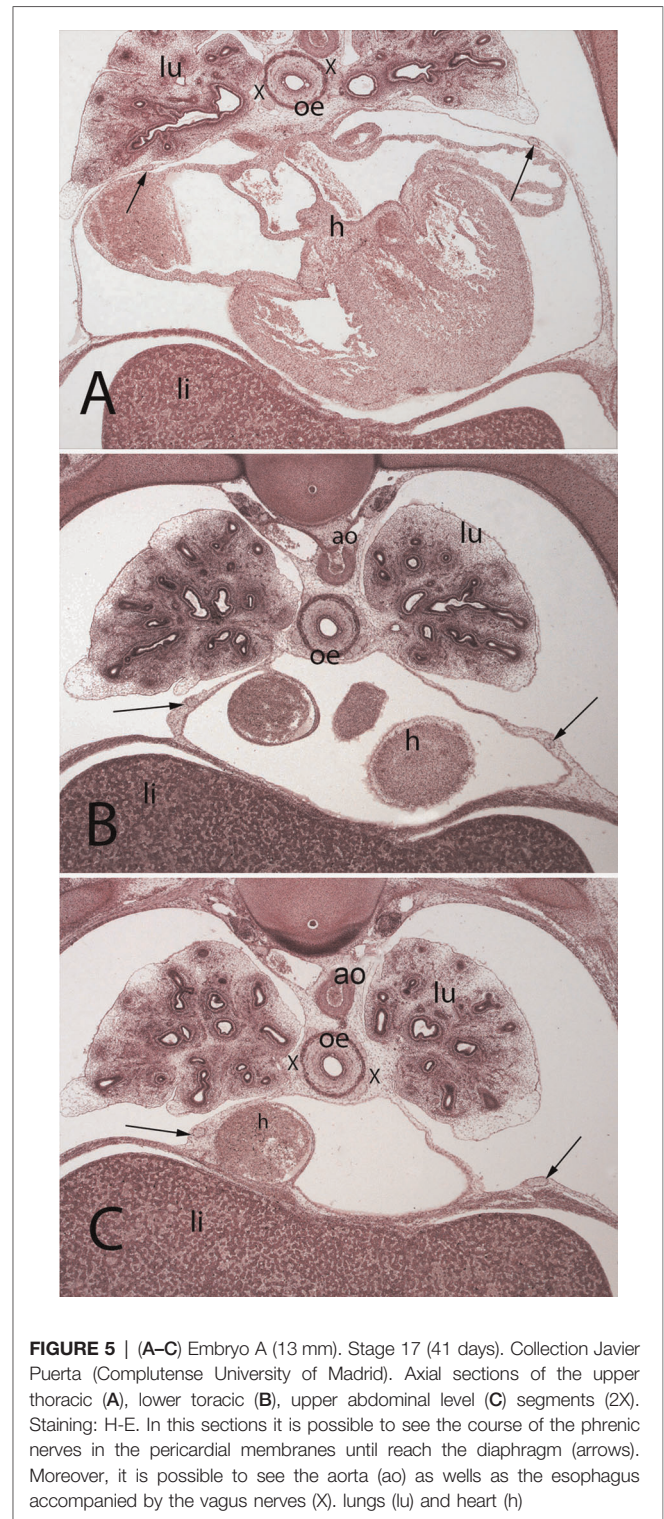 lu
X
X
oe
h
A
li
ao
lu
oe
h
li
B
ao
lu
oe
X
X
h
li
C
FIGURE 5 | (A–C) Embryo A (13 mm). Stage 17 (41 days). Collection Javier
Puerta (Complutense University of Madrid). Axial sections of the upper
thoracic (A), lower toracic (B), upper abdominal level (C) segments (2X).
Staining: H-E. In this sections it is possible to see the course of the phrenic
nerves in the pericardial membranes until reach the diaphragm (arrows).
Moreover, it is possible to see the aorta (ao) as wells as the esophagus
accompanied by the vagus nerves (X). lungs (lu) and heart (h)